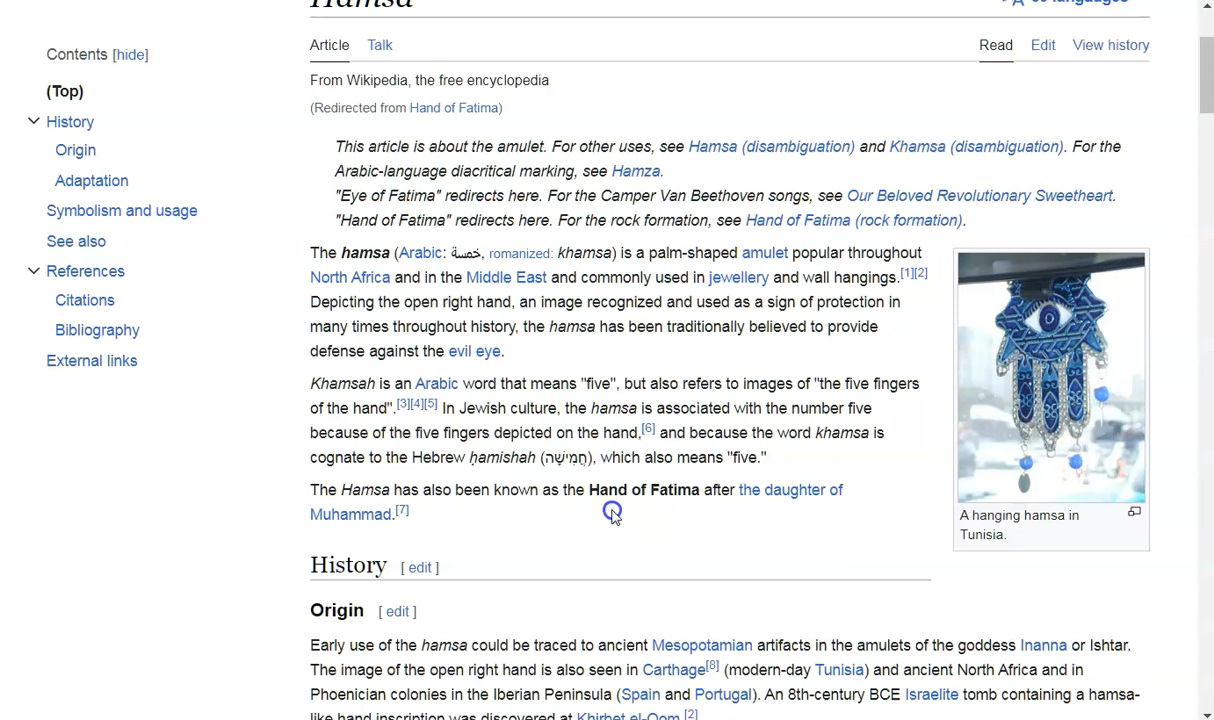 Hamsa
Contents [hide]
(Top)
History
Origin
Adaptation
Symbolism and usage
See also
References
Citations
Bibliography
External links
Article Talk Read Edit View history
From Wikipedia, the free encyclopedia
(Redirected from Hand of Fatima)
This article is about the amulet. For other uses, see Hamsa (disambiguation) and Khamsa (disambiguation). For the
Arabic-language diacritical marking, see Hamza.
"Eye of Fatima" redirects here. For the Camper Van Beethoven songs, see Our Beloved Revolutionary Sweetheart.
"Hand of Fatima" redirects here. For the rock formation, see Hand of Fatima (rock formation).
The hamsa (Arabic: خمسة, romanized: khamsa) is a palm-shaped amulet popular throughout
North Africa and in the Middle East and commonly used in jewellery and wall hangings.[1][2]
Depicting the open right hand, an image recognized and used as a sign of protection in
many times throughout history, the hamsa has been traditionally believed to provide
defense against the evil eye.
Khamsah is an Arabic word that means "five", but also refers to images of "the five fingers
of the hand".[3][4][5] In Jewish culture, the hamsa is associated with the number five
because of the five fingers depicted on the hand,[6] and because the word khamsa is
cognate to the Hebrew ḥamishah (חֲמִישָּׁה), which also means "five."
The Hamsa has also been known as the Hand of Fatima after the daughter of
Muhammad.[7]
A hanging hamsa in
Tunisia.
History [ edit ]
Origin [ edit ]
Early use of the hamsa could be traced to ancient Mesopotamian artifacts in the amulets of the goddess Inanna or Ishtar.
The image of the open right hand is also seen in Carthage[8] (modern-day Tunisia) and ancient North Africa and in
Phoenician colonies in the Iberian Peninsula (Spain and Portugal). An 8th-century BCE Israelite tomb containing a hamsa-
like hand inscription was discovered at Khirbet el-Qom.[2]